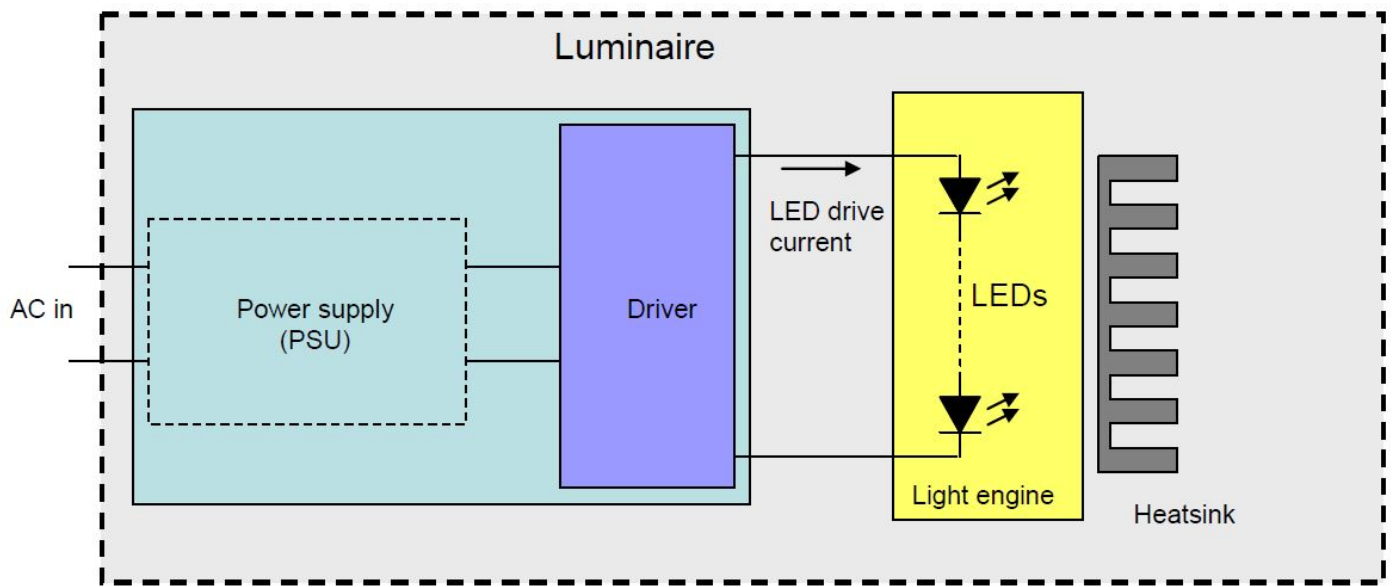 Luminaire
AC in
Power supply
(PSU)
Driver
LED drive
current
LEDs
Light engine
Heatsink